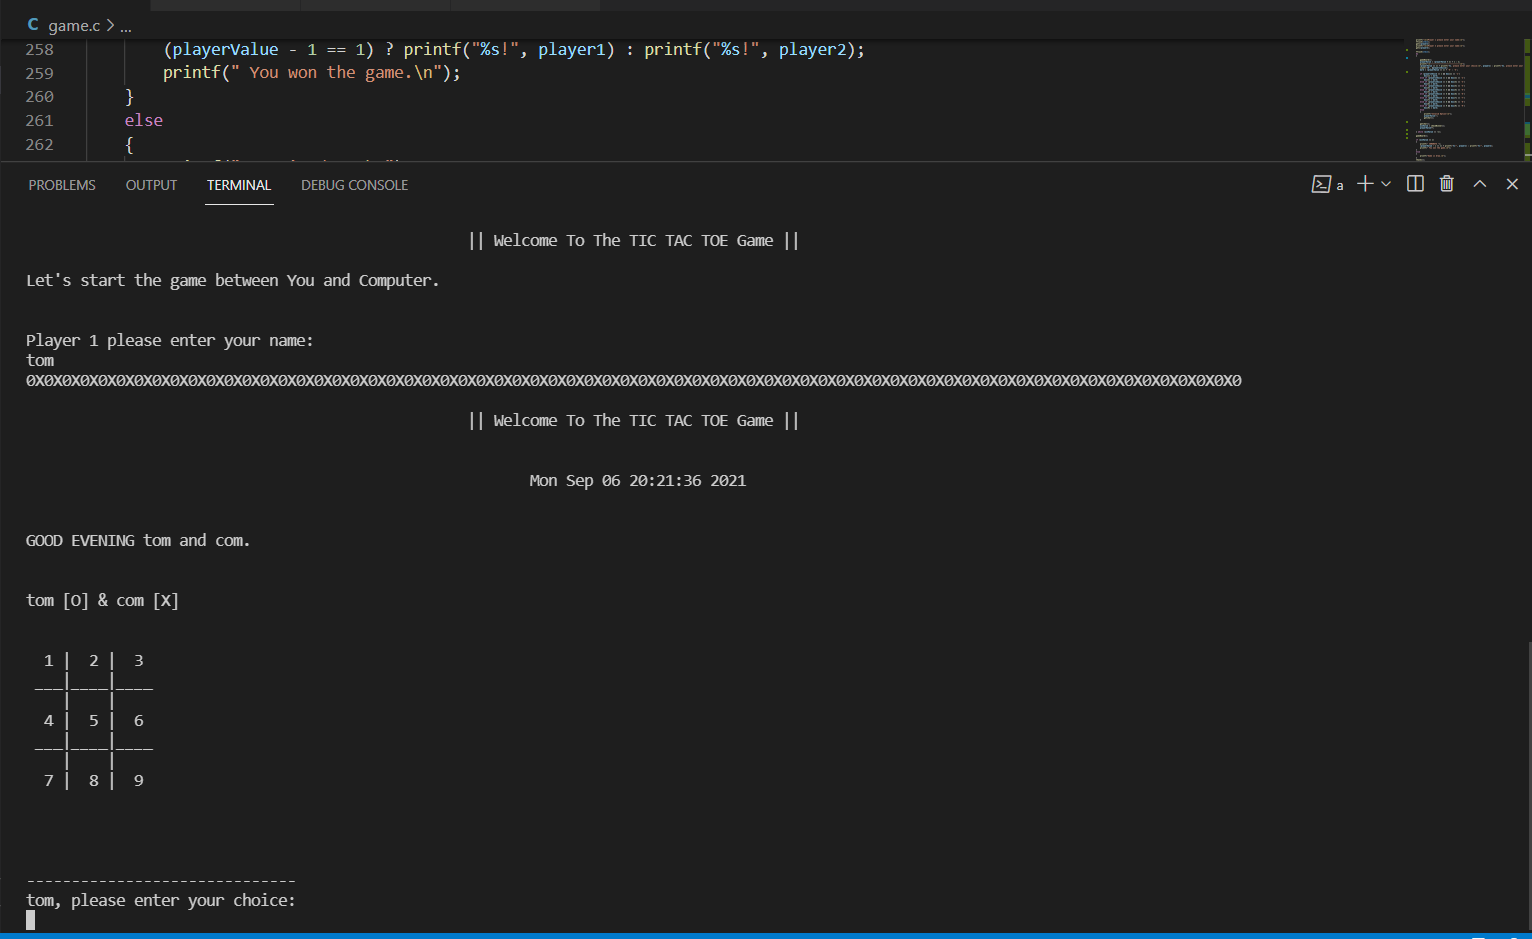 C game.c > ...
258 (playerValue - 1 == 1) ? printf("%s!", player1) : printf("%s!", player2);
259 printf(" You won the game.\n");
260 }
261 else
262 {
PROBLEMS OUTPUT TERMINAL DEBUG CONSOLE a
|| Welcome To The TIC TAC TOE Game ||
Let's start the game between You and Computer.
Player 1 please enter your name:
tom
0X0X0X0X0X0X0X0X0X0X0X0X0X0X0X0X0X0X0X0X0X0X0X0X0X0X0X0X0X0X0X0X0X0X0X0X0X0X0X0X0X0X0X0X0X0X0X0X0X0X0X0X0X0X0X0X0X0X0X0X0X0X0X0X0X0X0X0
|| Welcome To The TIC TAC TOE Game ||
Mon Sep 06 20:21:36 2021
GOOD EVENING tom and com.
tom [O] & com [X]
1 | 2 | 3
___|____|____
| |
4 | 5 | 6
___|____|____
| |
7 | 8 | 9
------------------------------
tom, please enter your choice: